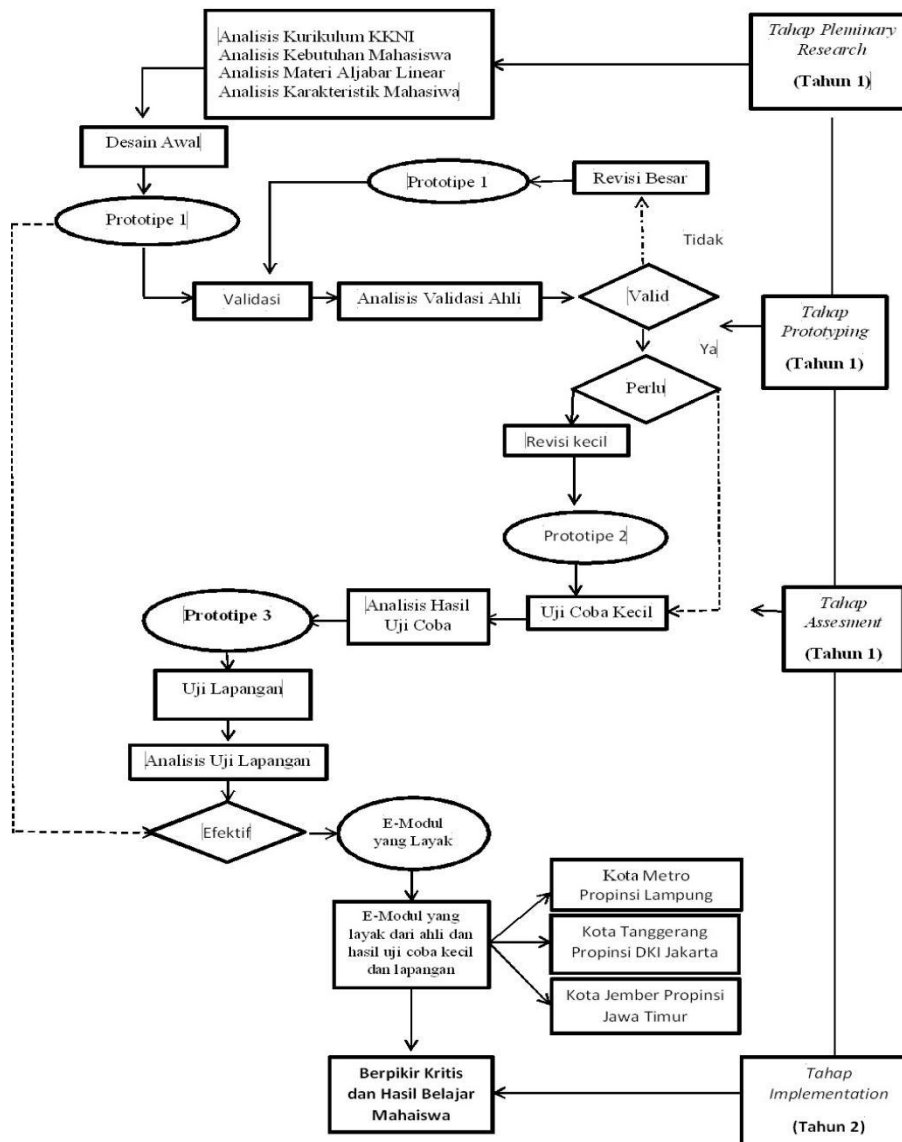 Analisis Kurikulum KKNI
Analisis Kebutuhan Mahasiswa
Analisis Materi Aljabar Linear
Analisis Karakteristik Mahasiwa
Tahap Pleminary
Research
(Tahun 1)
Desain Awal
Prototipe 1
Prototipe 1
Revisi Besar
Tidak
Validasi
Analisis Validasi Ahli
Valid
Ya
Tahap
Prototyping
(Tahun 1)
Perlu
Revisi kecil
Prototipe 2
Uji Coba Kecil
Analisis Hasil
Uji Coba
Prototipe 3
Tahap
Assesment
(Tahun 1)
Uji Lapangan
Analisis Uji Lapangan
Efektif
E-Modul
yang Layak
E-Modul yang
layak dari ahli dan
hasil uji coba kecil
dan lapangan
Kota Metro
Propinsi Lampung
Kota Tanggerang
Propinsi DKI Jakarta
Kota Jember Propinsi
Jawa Timur
Berpikir Kritis
dan Hasil Belajar
Mahaiswa
Tahap
Implementation
(Tahun 2)